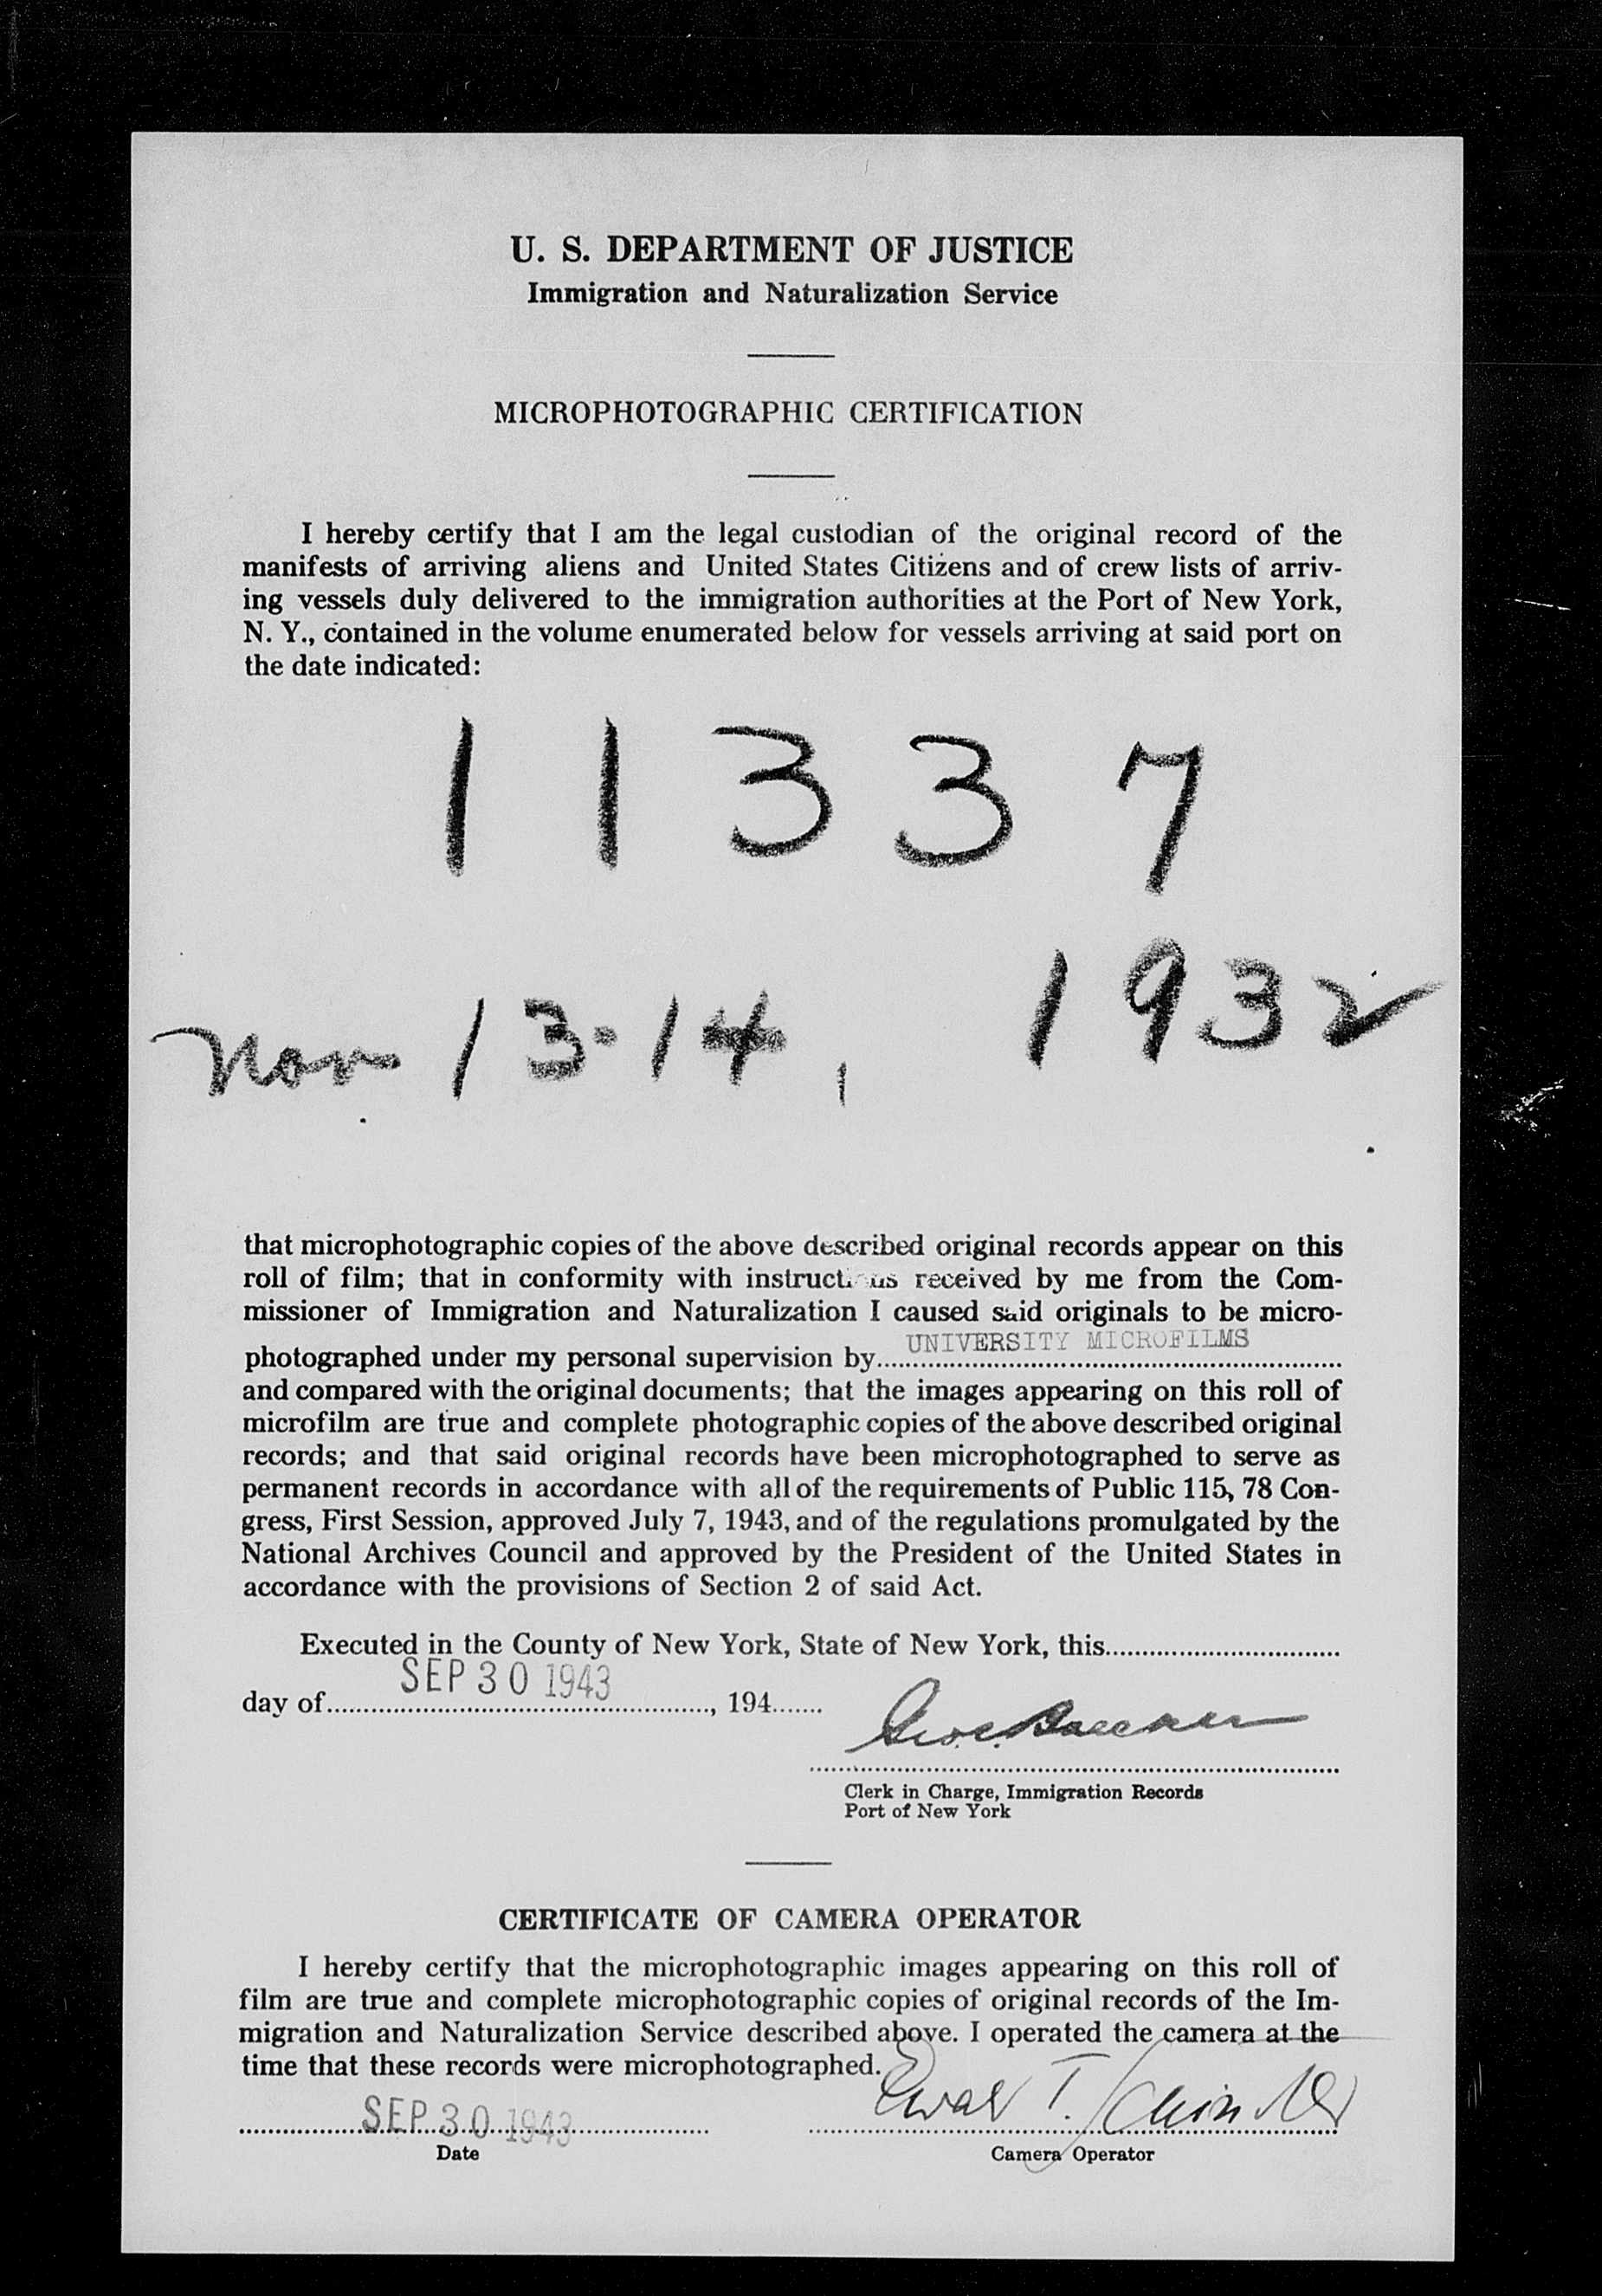 U. S. DEPARTMENT OF JUSTICE
Immigration and Naturalization Service
MICROPHOTOGRAPHIC CERTIFICATION
I hereby certify that I am the legal custodian of the original record of the
manifests of arriving aliens and United States Citizens and of crew lists of arriv-
ing vessels duly delivered to the immigration authorities at the Port of New York,
N. Y., contained in the volume enumerated below for vessels arriving at said port on
the date indicated:
11337
Nov 13-14, 1932
that microphotographic copies of the above described original records appear on this
roll of film; that in conformity with instructions received by me from the Com-
missioner of Immigration and Naturalization I caused said originals to be micro-
photographed under my personal supervision by UNIVERSITY MICROFILMS
and compared with the original documents; that the images appearing on this roll of
microfilm are true and complete photographic copies of the above described original
records; and that said original records have been microphotographed to serve as
permanent records in accordance with all of the requirements of Public 115, 78 Con-
gress, First Session, approved July 7, 1943, and of the regulations promulgated by the
National Archives Council and approved by the President of the United States in
accordance with the provisions of Section 2 of said Act.
Executed in the County of New York, State of New York, this
day of SEP 30 1943, 194
Clerk in Charge, Immigration Records
Port of New York
CERTIFICATE OF CAMERA OPERATOR
I hereby certify that the microphotographic images appearing on this roll of
film are true and complete microphotographic copies of original records of the Im-
migration and Naturalization Service described above. I operated the camera at the
time that these records were microphotographed.
SEP 30 1943
Date
Camera Operator